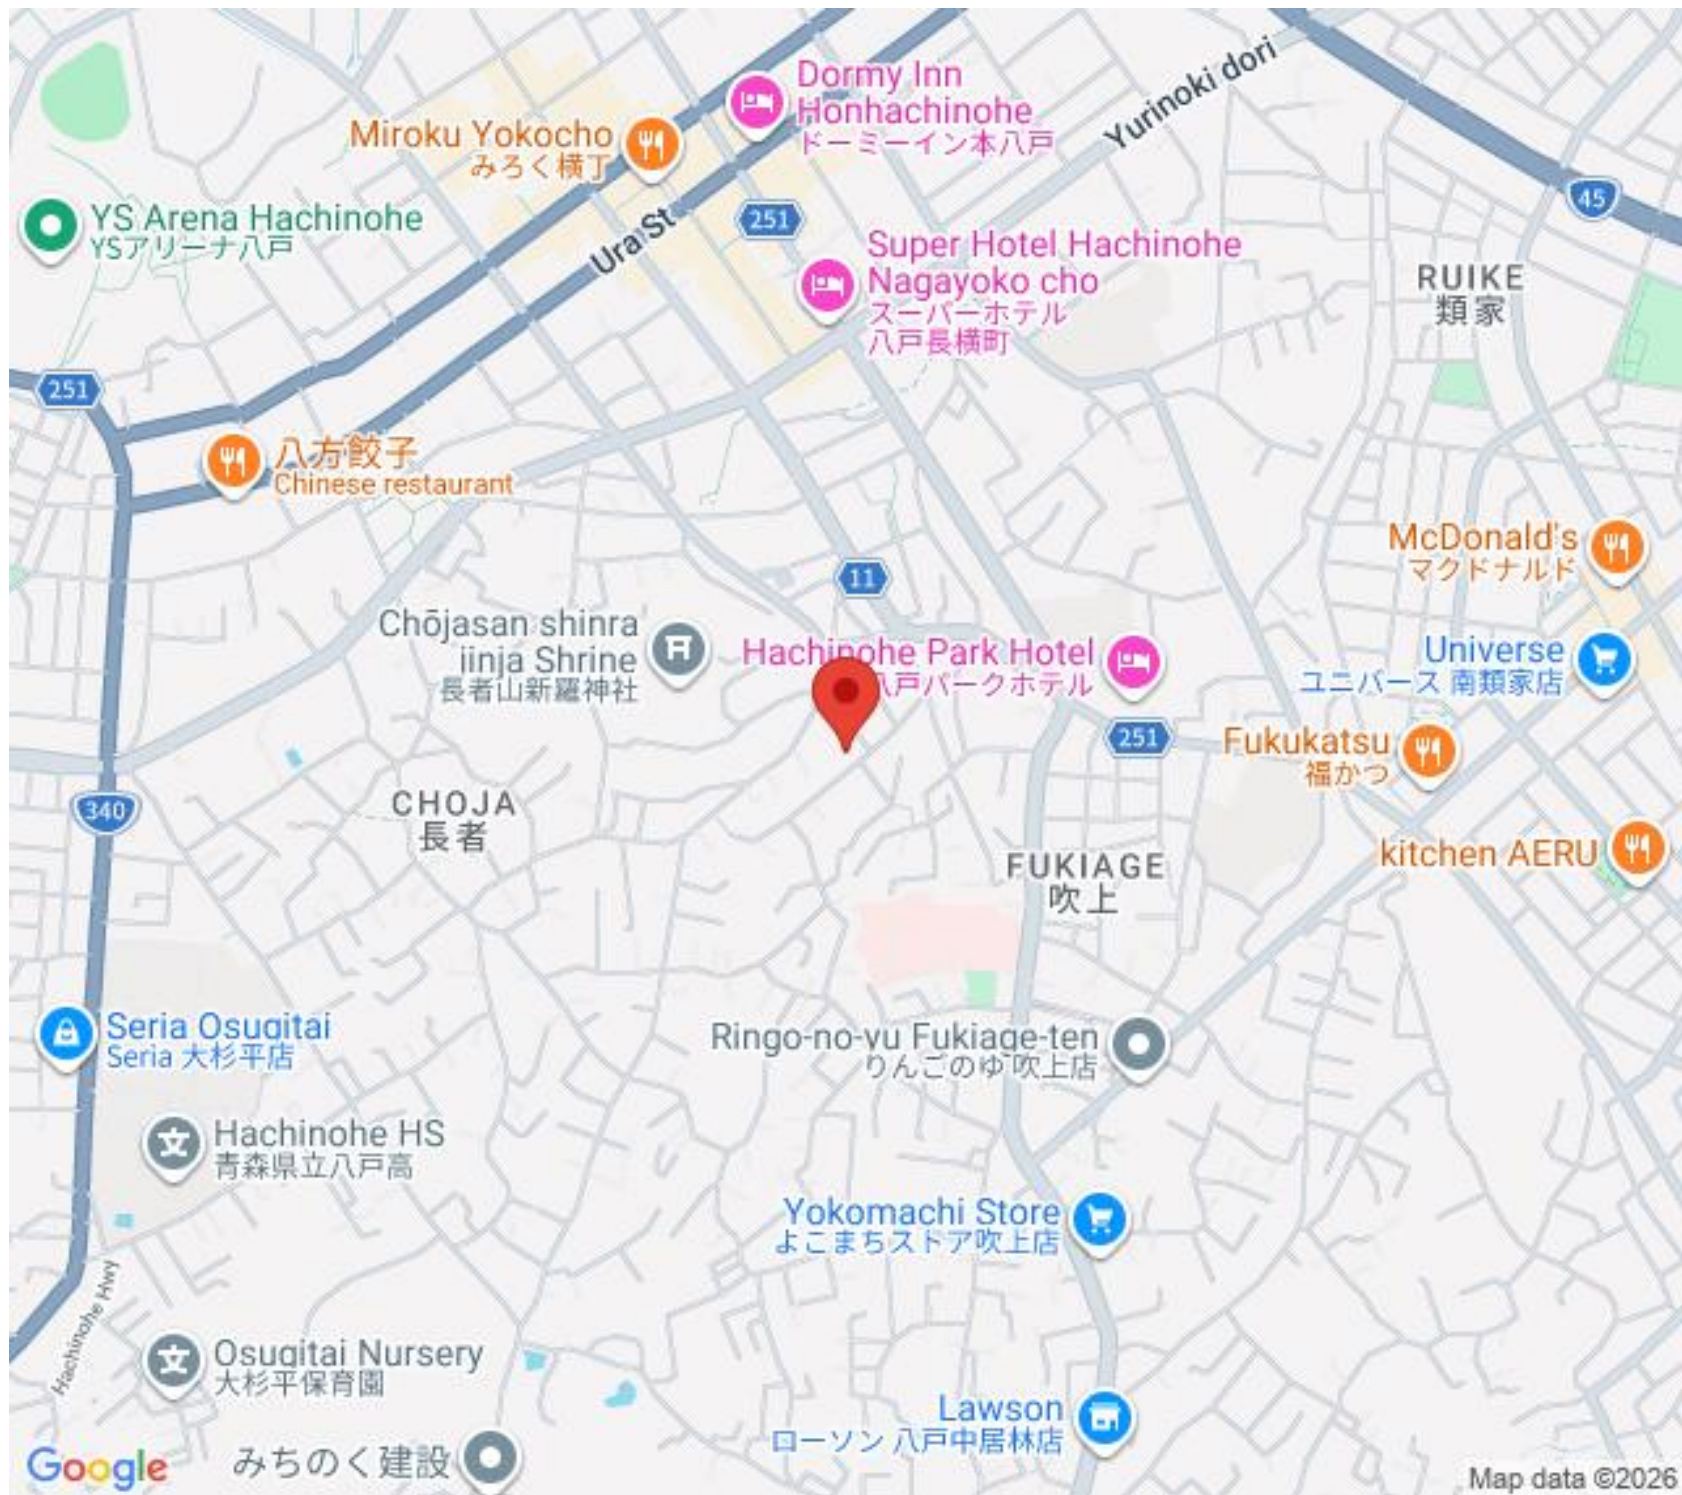 Dormy Inn
Honhachinohe
ドーミーイン本八戸
Yurinoki dori
Miroku Yokocho
みろく横丁
45
YS Arena Hachinohe
YSアリーナ八戸
251
Ura St
Super Hotel Hachinohe
Nagayoko cho
スーパーホテル
八戸長横町
RUIKE
類家
251
八方餃子
Chinese restaurant
McDonald's
マクドナルド
11
Chōjasan shinra
jinja Shrine
長者山新羅神社
Hachinohe Park Hotel
八戸パークホテル
Universe
ユニバース 南類家店
251
Fukukatsu
福かつ
340
CHOJA
長者
FUKIAGE
吹上
kitchen AERU
Seria Osugitai
Seria 大杉平店
Ringo-no-yu Fukiage-ten
りんごのゆ 吹上店
Hachinohe HS
青森県立八戸高
Yokomachi Store
よこまちストア吹上店
Hachinohe Hwy
Osugitai Nursery
大杉平保育園
Lawson
ローソン 八戸中居林店
Google
みちのく建設
Map data ©2026